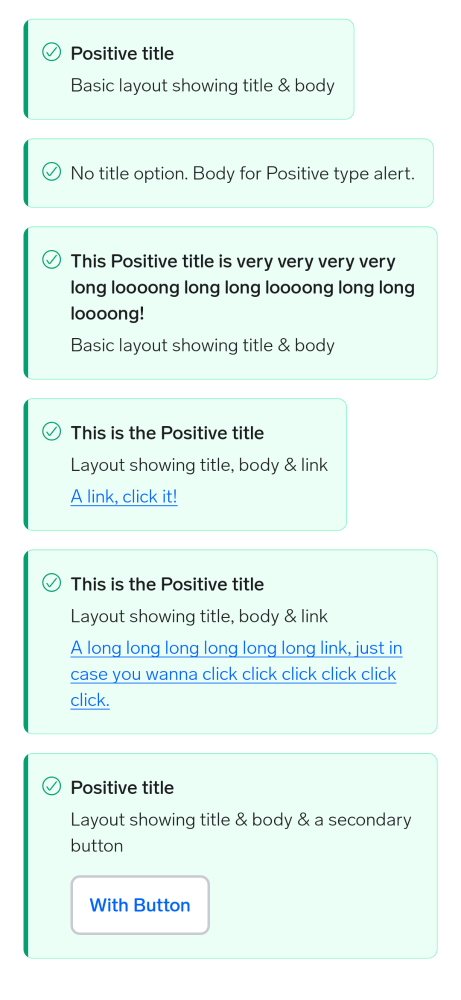 Positive title
Basic layout showing title & body
No title option. Body for Positive type alert.
This Positive title is very very very very
long loooong long long loooong long long
loooong!
Basic layout showing title & body
This is the Positive title
Layout showing title, body & link
A link, click it!
This is the Positive title
Layout showing title, body & link
A long long long long long long link, just in
case you wanna click click click click click
click.
Positive title
Layout showing title & body & a secondary
button
With Button